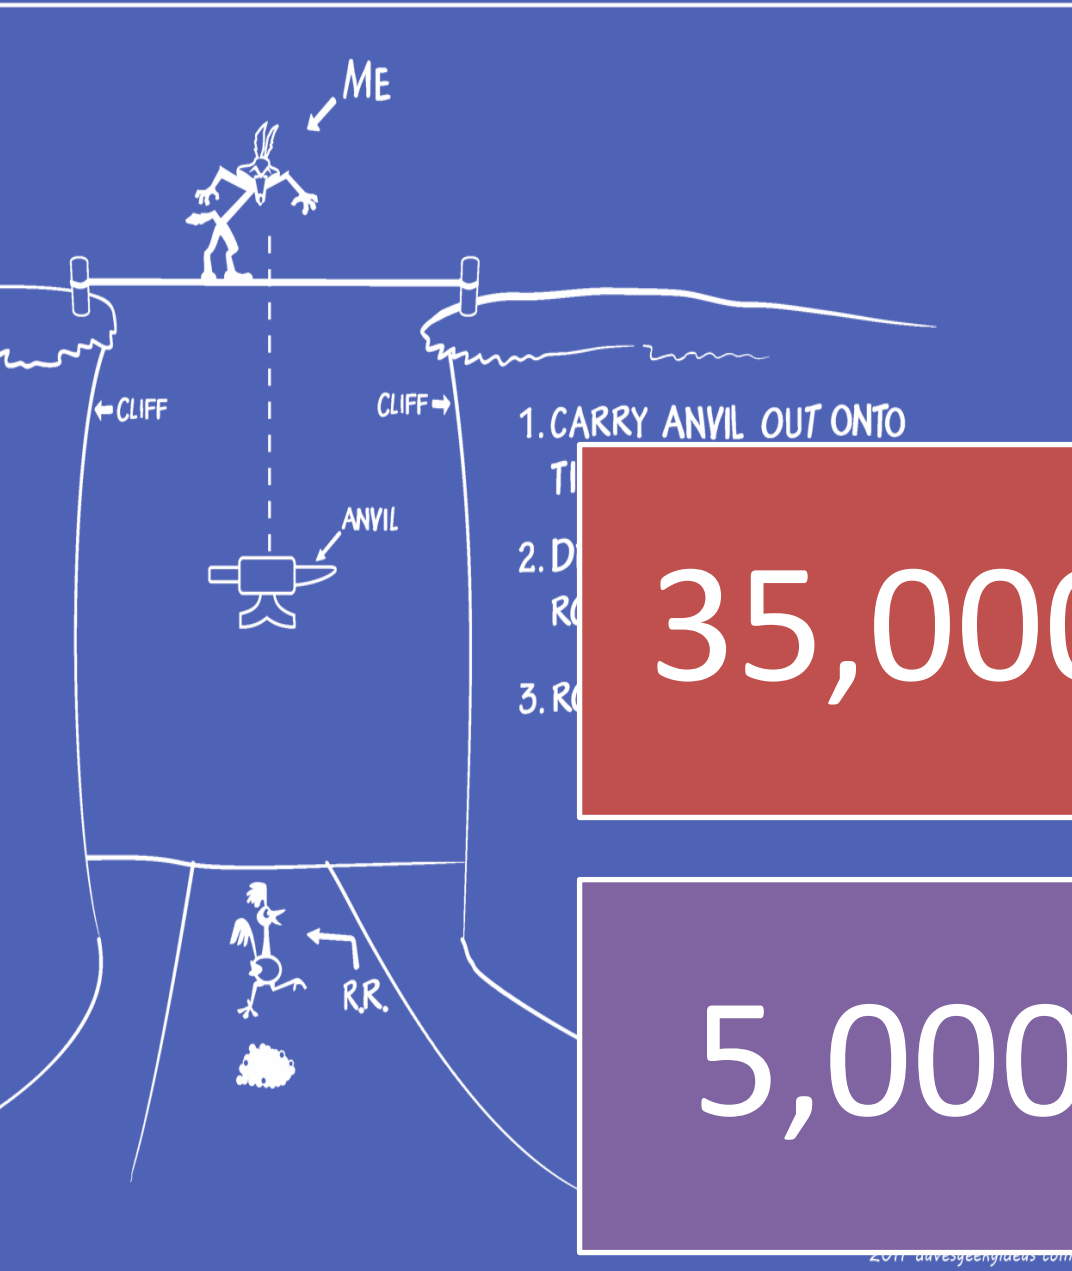 ME
CLIFF
CLIFF
1. CARRY ANVIL OUT ONTO
ANVIL
2.
3.
35,000
5,000
R.R.